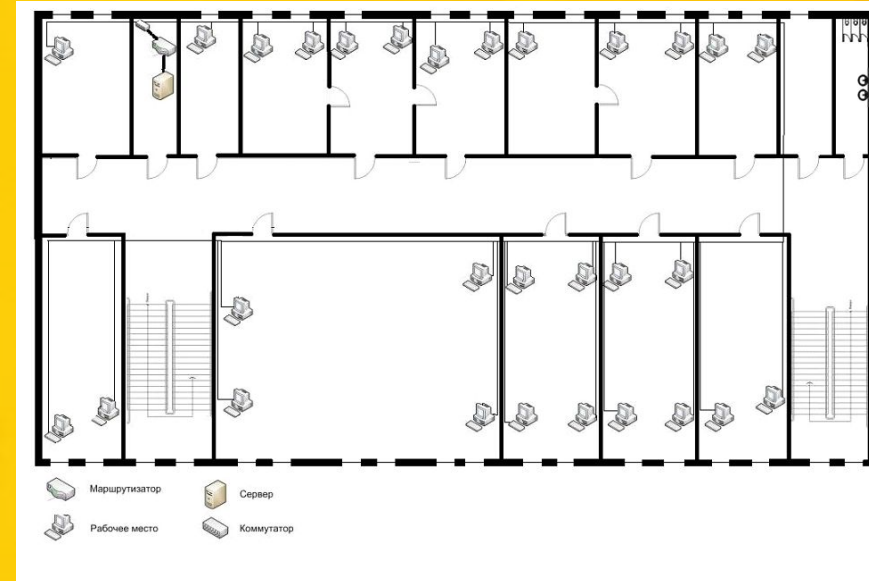 Маршрутизатор
Сервер
Рабочее место
Коммутатор